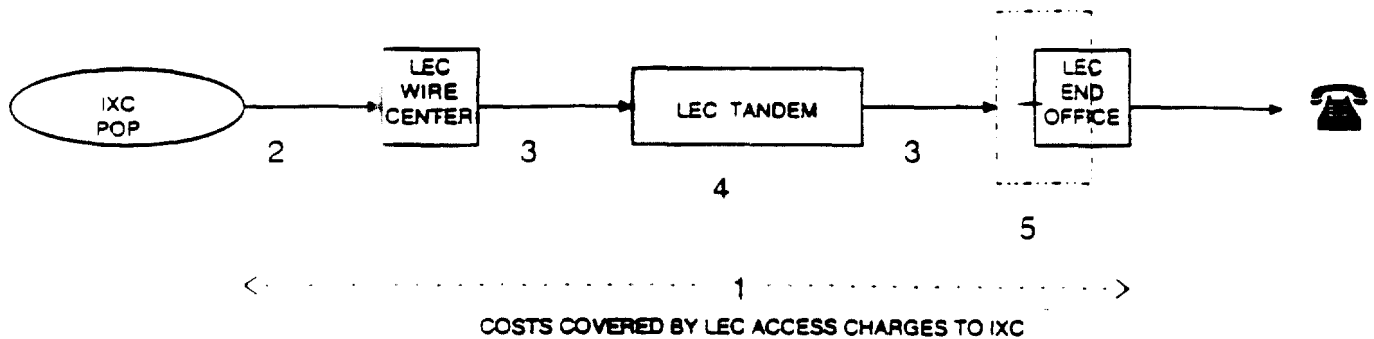 IXC
POP
LEC
WIRE
CENTER
LEC TANDEM
LEC
END
OFFICE
2
3
3
4
5
1
COSTS COVERED BY LEC ACCESS CHARGES TO IXC